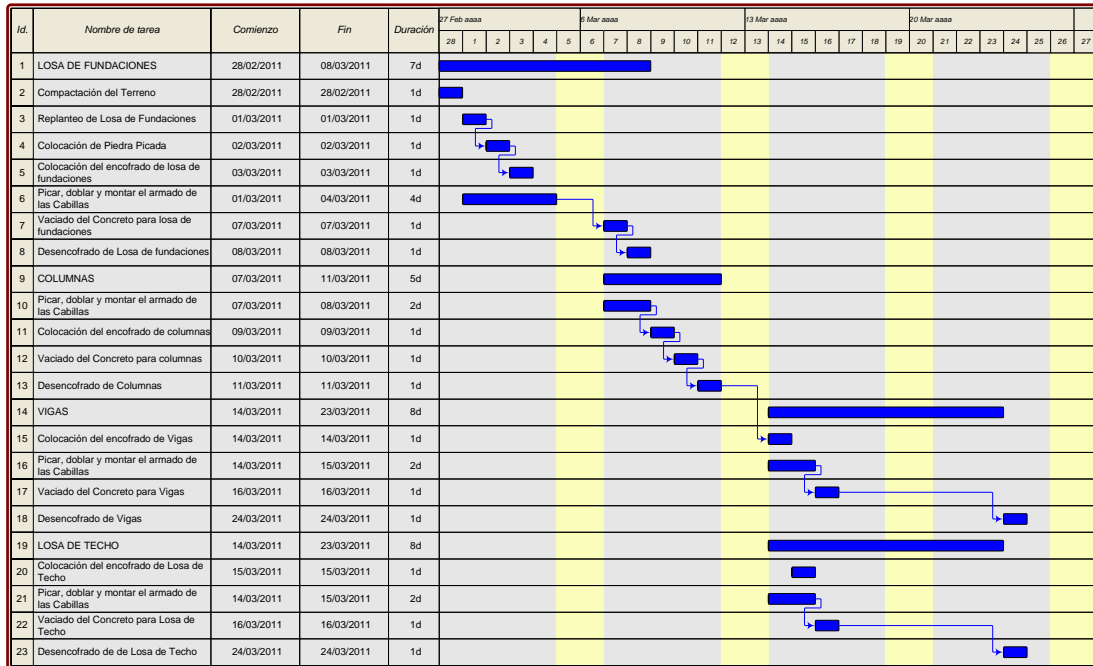 Id.
Nombre de tarea
Comienzo
Fin
Duración
27 Feb aaaa
6 Mar aaaa
13 Mar aaaa
20 Mar aaaa
28 1 2 3 4 5 6 7 8 9 10 11 12 13 14 15 16 17 18 19 20 21 22 23 24 25 26 27
1 LOSA DE FUNDACIONES 28/02/2011 08/03/2011 7d
2 Compactación del Terreno 28/02/2011 28/02/2011 1d
3 Replanteo de Losa de Fundaciones 01/03/2011 01/03/2011 1d
4 Colocación de Piedra Picada 02/03/2011 02/03/2011 1d
5 Colocación del encofrado de losa de
fundaciones 03/03/2011 03/03/2011 1d
6 Picar, doblar y montar el armado de
las Cabillas 01/03/2011 04/03/2011 4d
7 Vaciado del Concreto para losa de
fundaciones 07/03/2011 07/03/2011 1d
8 Desencofrado de Losa de fundaciones 08/03/2011 08/03/2011 1d
9 COLUMNAS 07/03/2011 11/03/2011 5d
10 Picar, doblar y montar el armado de
las Cabillas 07/03/2011 08/03/2011 2d
11 Colocación del encofrado de columnas 09/03/2011 09/03/2011 1d
12 Vaciado del Concreto para columnas 10/03/2011 10/03/2011 1d
13 Desencofrado de Columnas 11/03/2011 11/03/2011 1d
14 VIGAS 14/03/2011 23/03/2011 8d
15 Colocación del encofrado de Vigas 14/03/2011 14/03/2011 1d
16 Picar, doblar y montar el armado de
las Cabillas 14/03/2011 15/03/2011 2d
17 Vaciado del Concreto para Vigas 16/03/2011 16/03/2011 1d
18 Desencofrado de Vigas 24/03/2011 24/03/2011 1d
19 LOSA DE TECHO 14/03/2011 23/03/2011 8d
20 Colocación del encofrado de Losa de
Techo 15/03/2011 15/03/2011 1d
21 Picar, doblar y montar el armado de
las Cabillas 14/03/2011 15/03/2011 2d
22 Vaciado del Concreto para Losa de
Techo 16/03/2011 16/03/2011 1d
23 Desencofrado de de Losa de Techo 24/03/2011 24/03/2011 1d